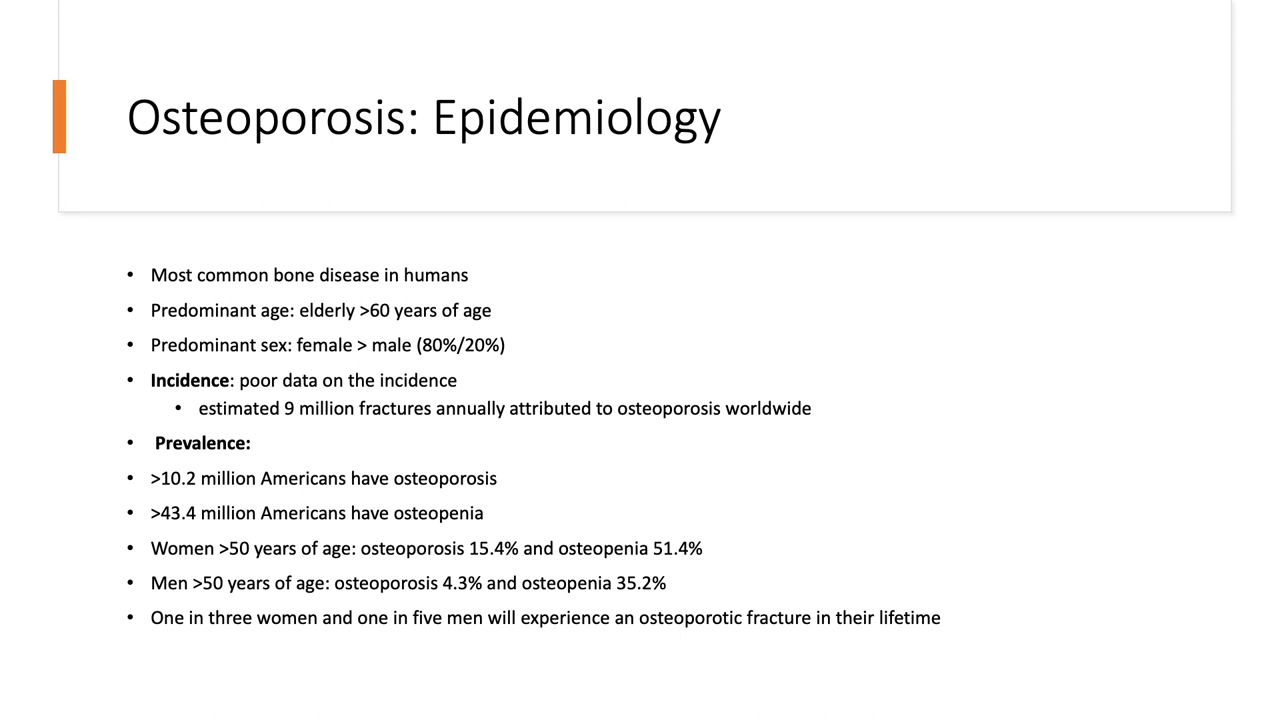 Osteoporosis: Epidemiology
• Most common bone disease in humans
• Predominant age: elderly >60 years of age
• Predominant sex: female > male (80%/20%)
• Incidence: poor data on the incidence
• estimated 9 million fractures annually attributed to osteoporosis worldwide
• Prevalence:
• >10.2 million Americans have osteoporosis
• >43.4 million Americans have osteopenia
• Women >50 years of age: osteoporosis 15.4% and osteopenia 51.4%
• Men >50 years of age: osteoporosis 4.3% and osteopenia 35.2%
• One in three women and one in five men will experience an osteoporotic fracture in their lifetime